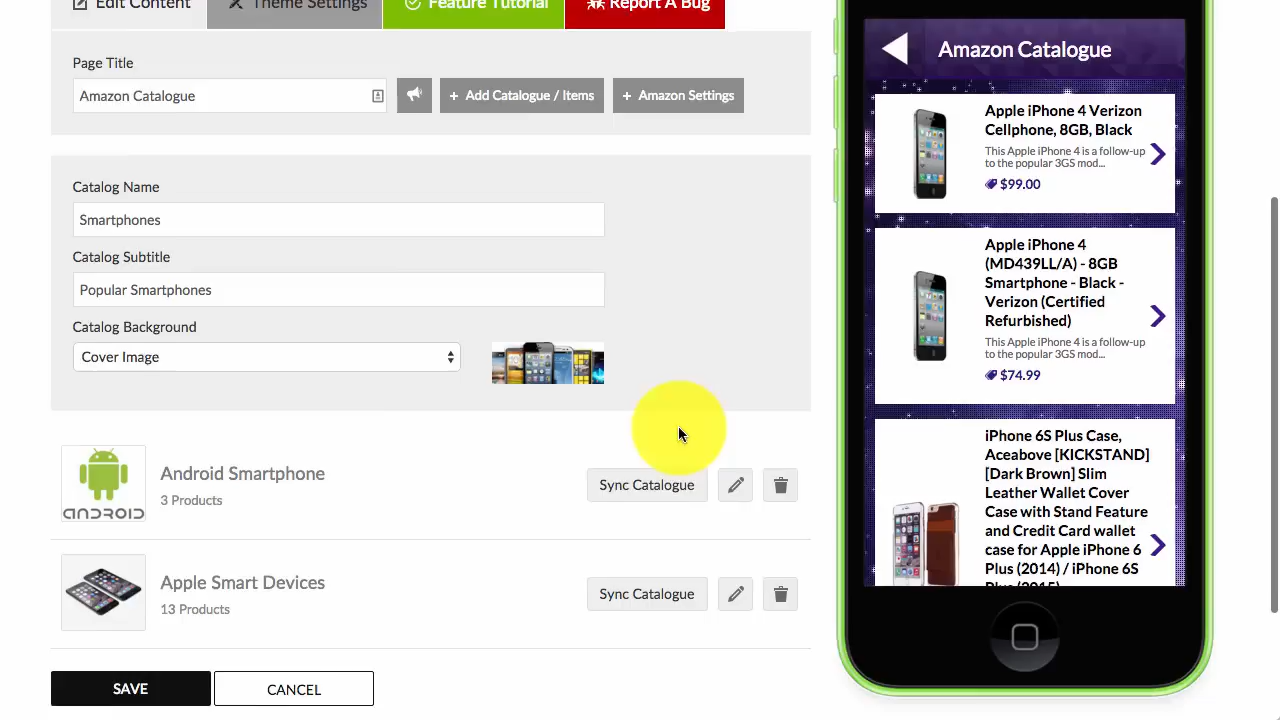 Edit Content
Theme Settings
Feature Tutorial
Report A Bug
Page Title
Amazon Catalogue
+ Add Catalogue / Items
+ Amazon Settings
Catalog Name
Smartphones
Catalog Subtitle
Popular Smartphones
Catalog Background
Cover Image
ANDROID
Android Smartphone
3 Products
Sync Catalogue
Apple Smart Devices
13 Products
Sync Catalogue
SAVE
CANCEL
Amazon Catalogue
Apple iPhone 4 Verizon
Cellphone, 8GB, Black
This Apple iPhone 4 is a follow-up
to the popular 3GS mod...
$99.00
Apple iPhone 4
(MD439LL/A) - 8GB
Smartphone - Black -
Verizon (Certified
Refurbished)
This Apple iPhone 4 is a follow-up
to the popular 3GS mod...
$74.99
iPhone 6S Plus Case,
Aceabove [KICKSTAND]
[Dark Brown] Slim
Leather Wallet Cover
Case with Stand Feature
and Credit Card wallet
case for Apple iPhone 6
Plus (2014) / iPhone 6S
Plus (2015)